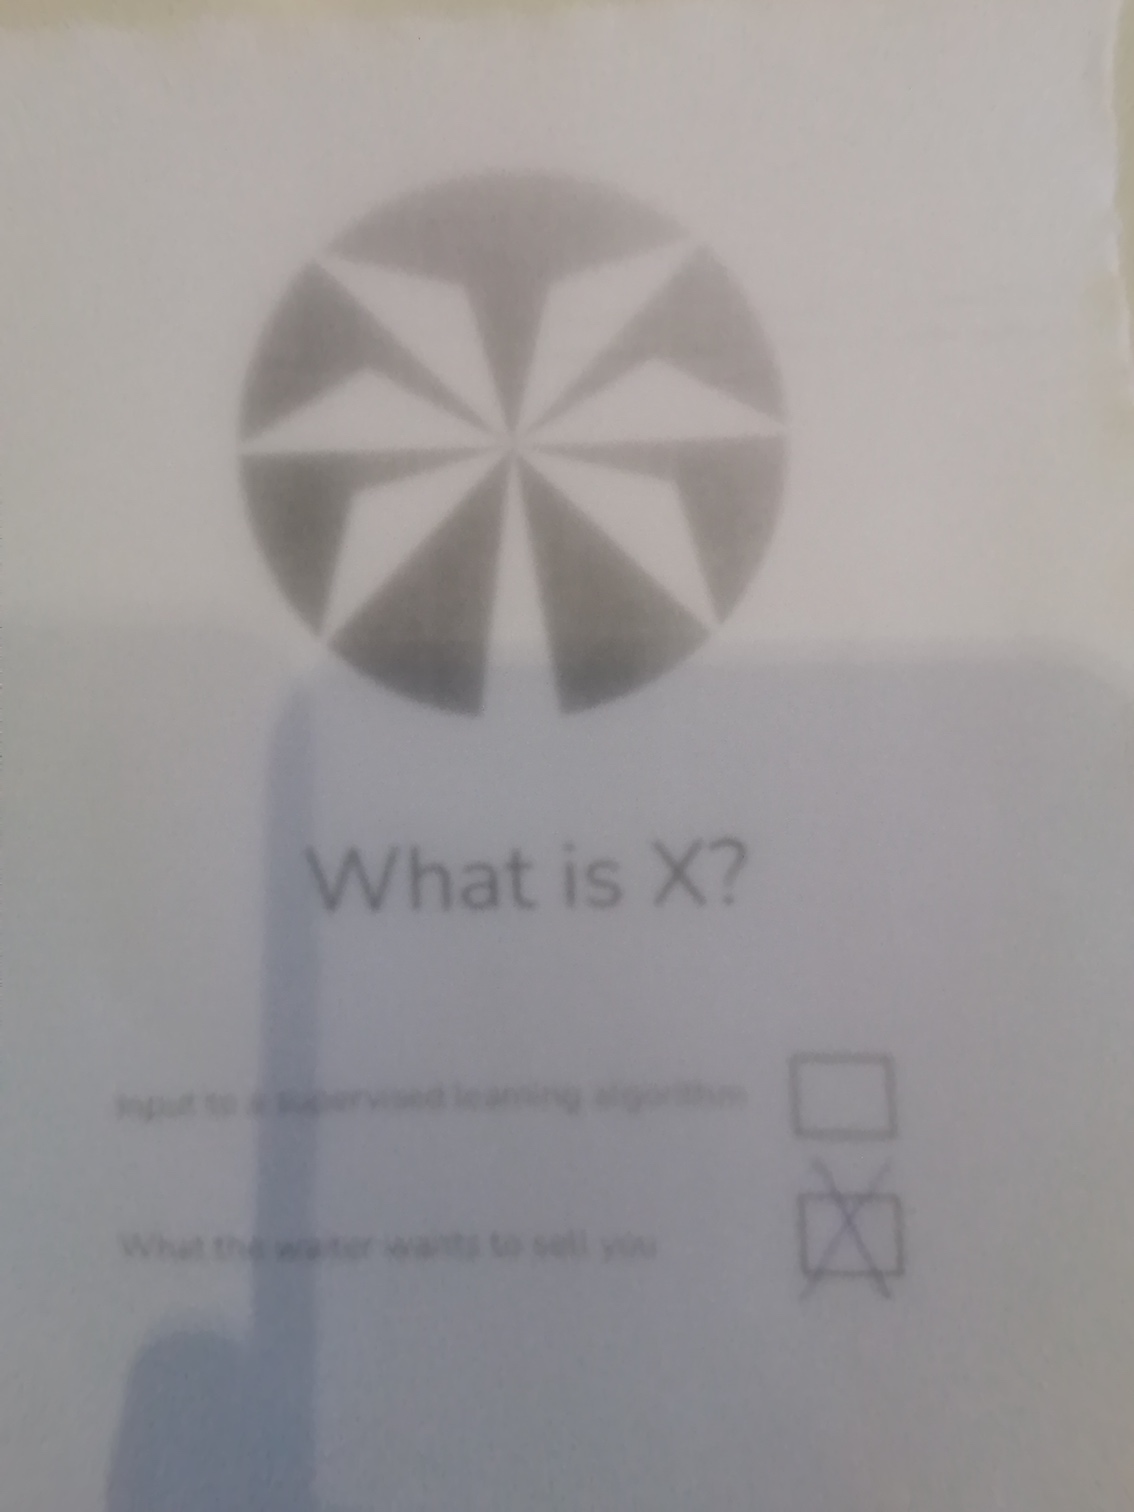 What is X?
Input to a supervised learning algorithm
What the waiter wants to sell you